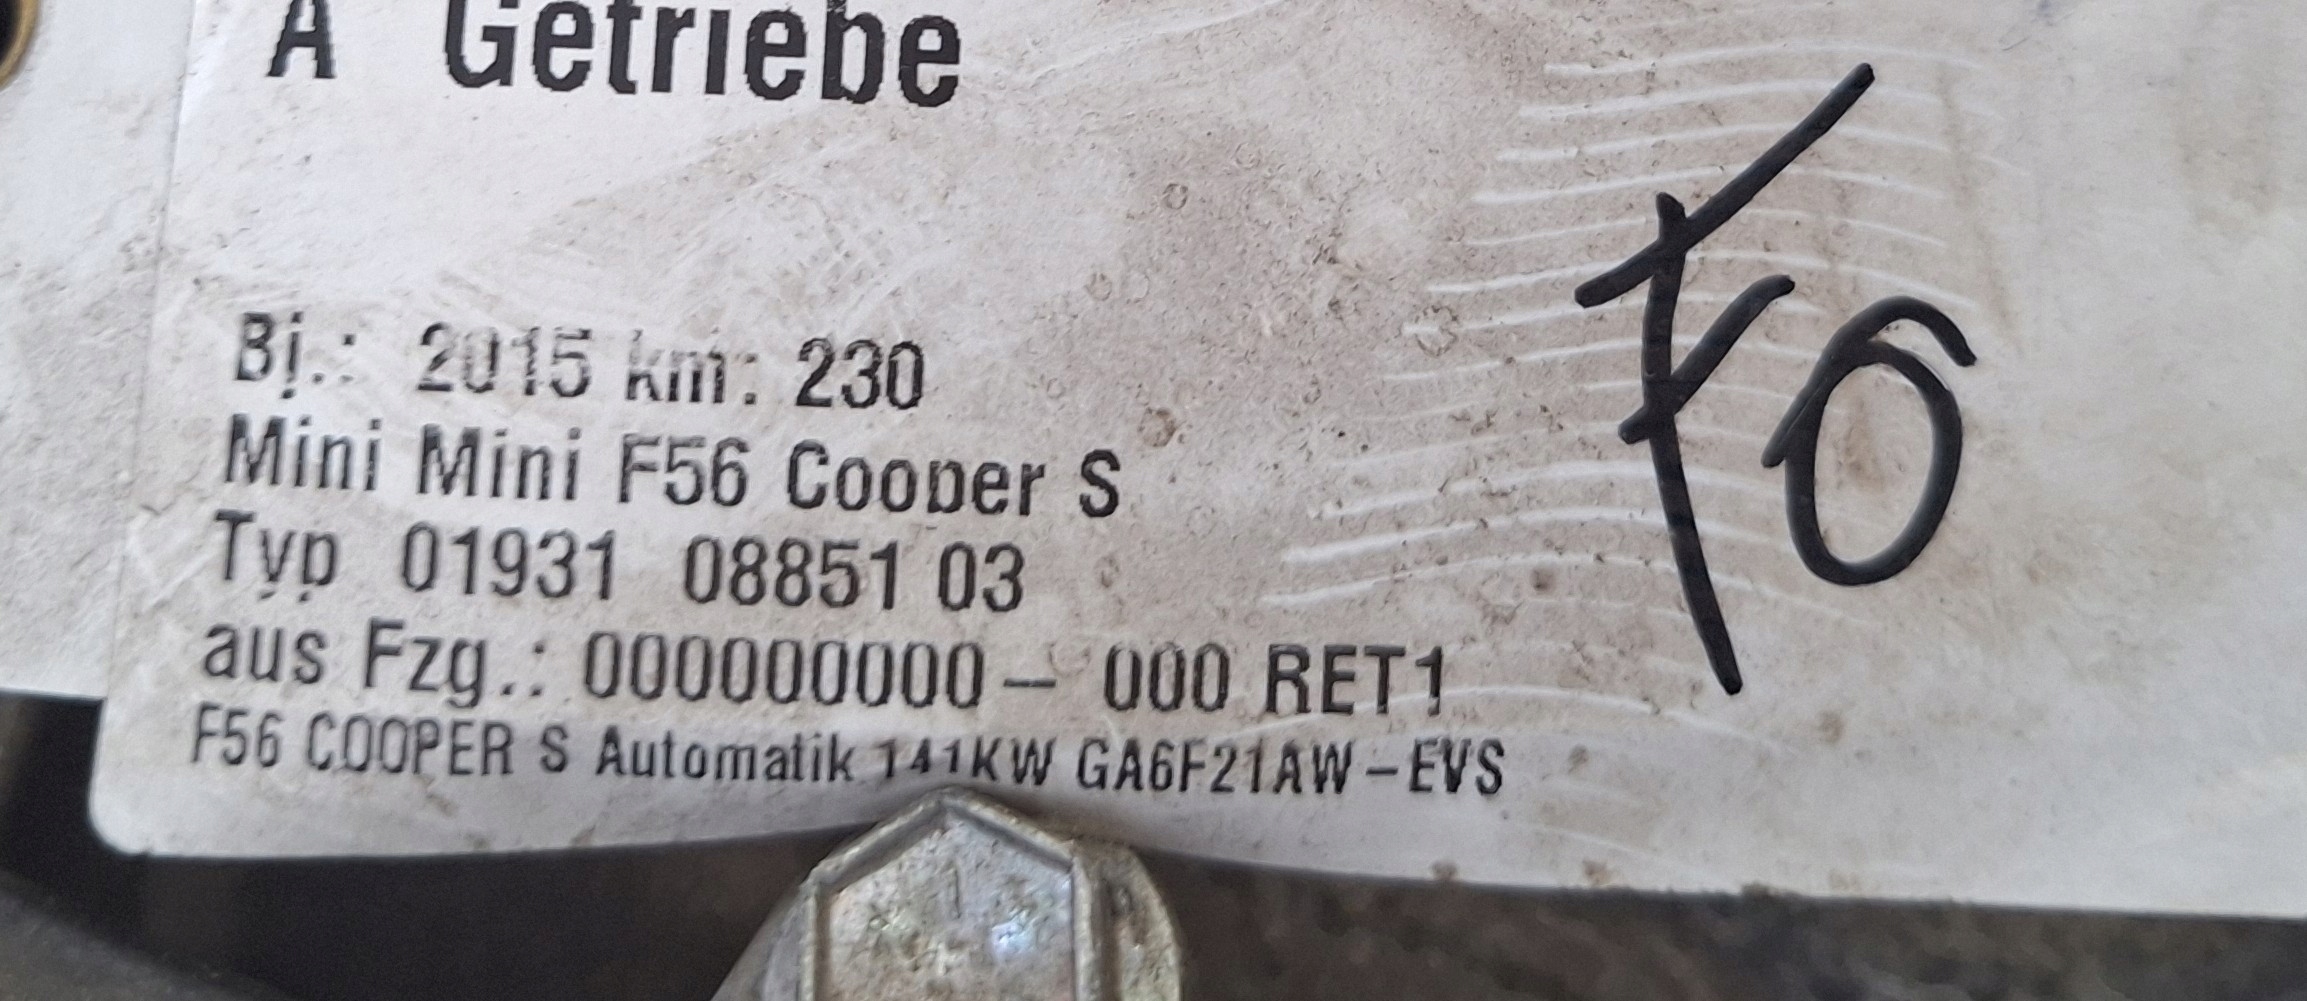 A Getriebe
Bj.: 2015 km: 230
Mini Mini F56 Cooper S
Typ 01931 08851 03
aus Fzg.: 000000000- 000 RET1
F56 COOPER S Automatik 141KW GA6F21AW-EVS
F6